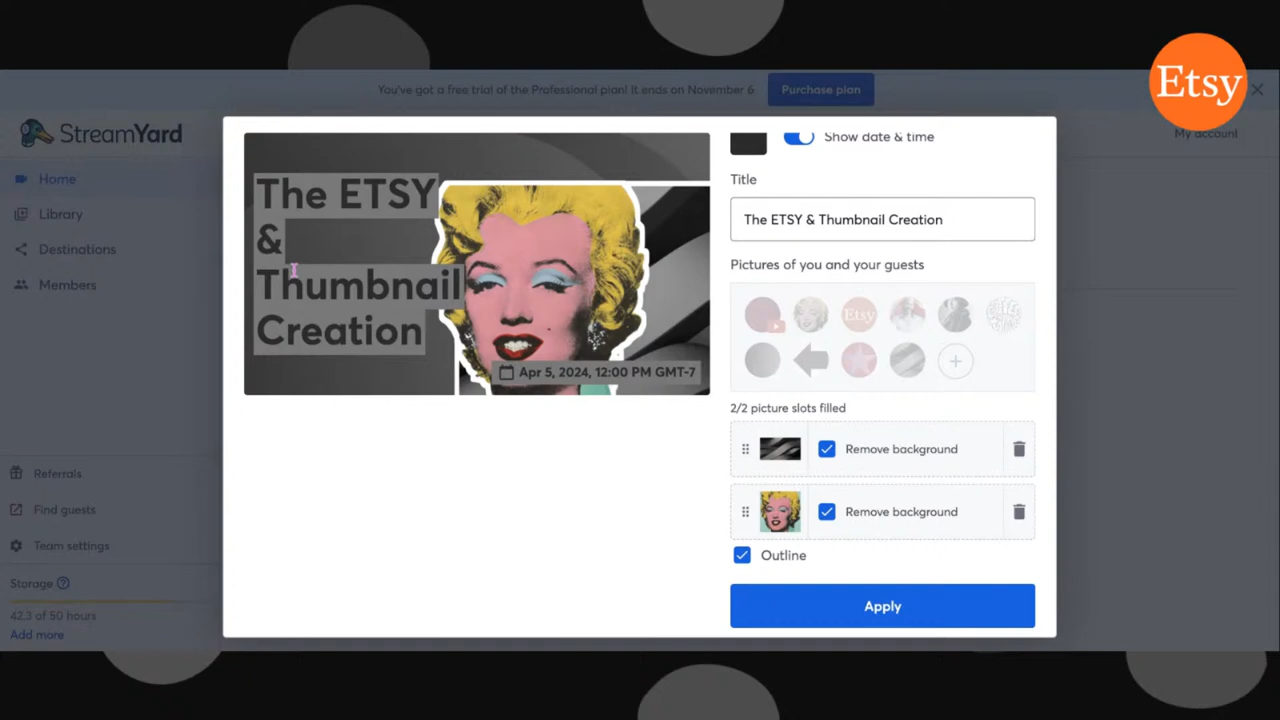 Etsy
You've got a free trial of the Professional plan! It ends on November 6
Purchase plan
StreamYard
My account
Home
Library
Destinations
Members
Referrals
Find guests
Team settings
Storage
42.3 of 50 hours
Add more
The ETSY
&
Thumbnail
Creation
Apr 5, 2024, 12:00 PM GMT-7
Show date & time
Title
The ETSY & Thumbnail Creation
Pictures of you and your guests
Etsy
2/2 picture slots filled
Remove background
Remove background
Outline
Apply